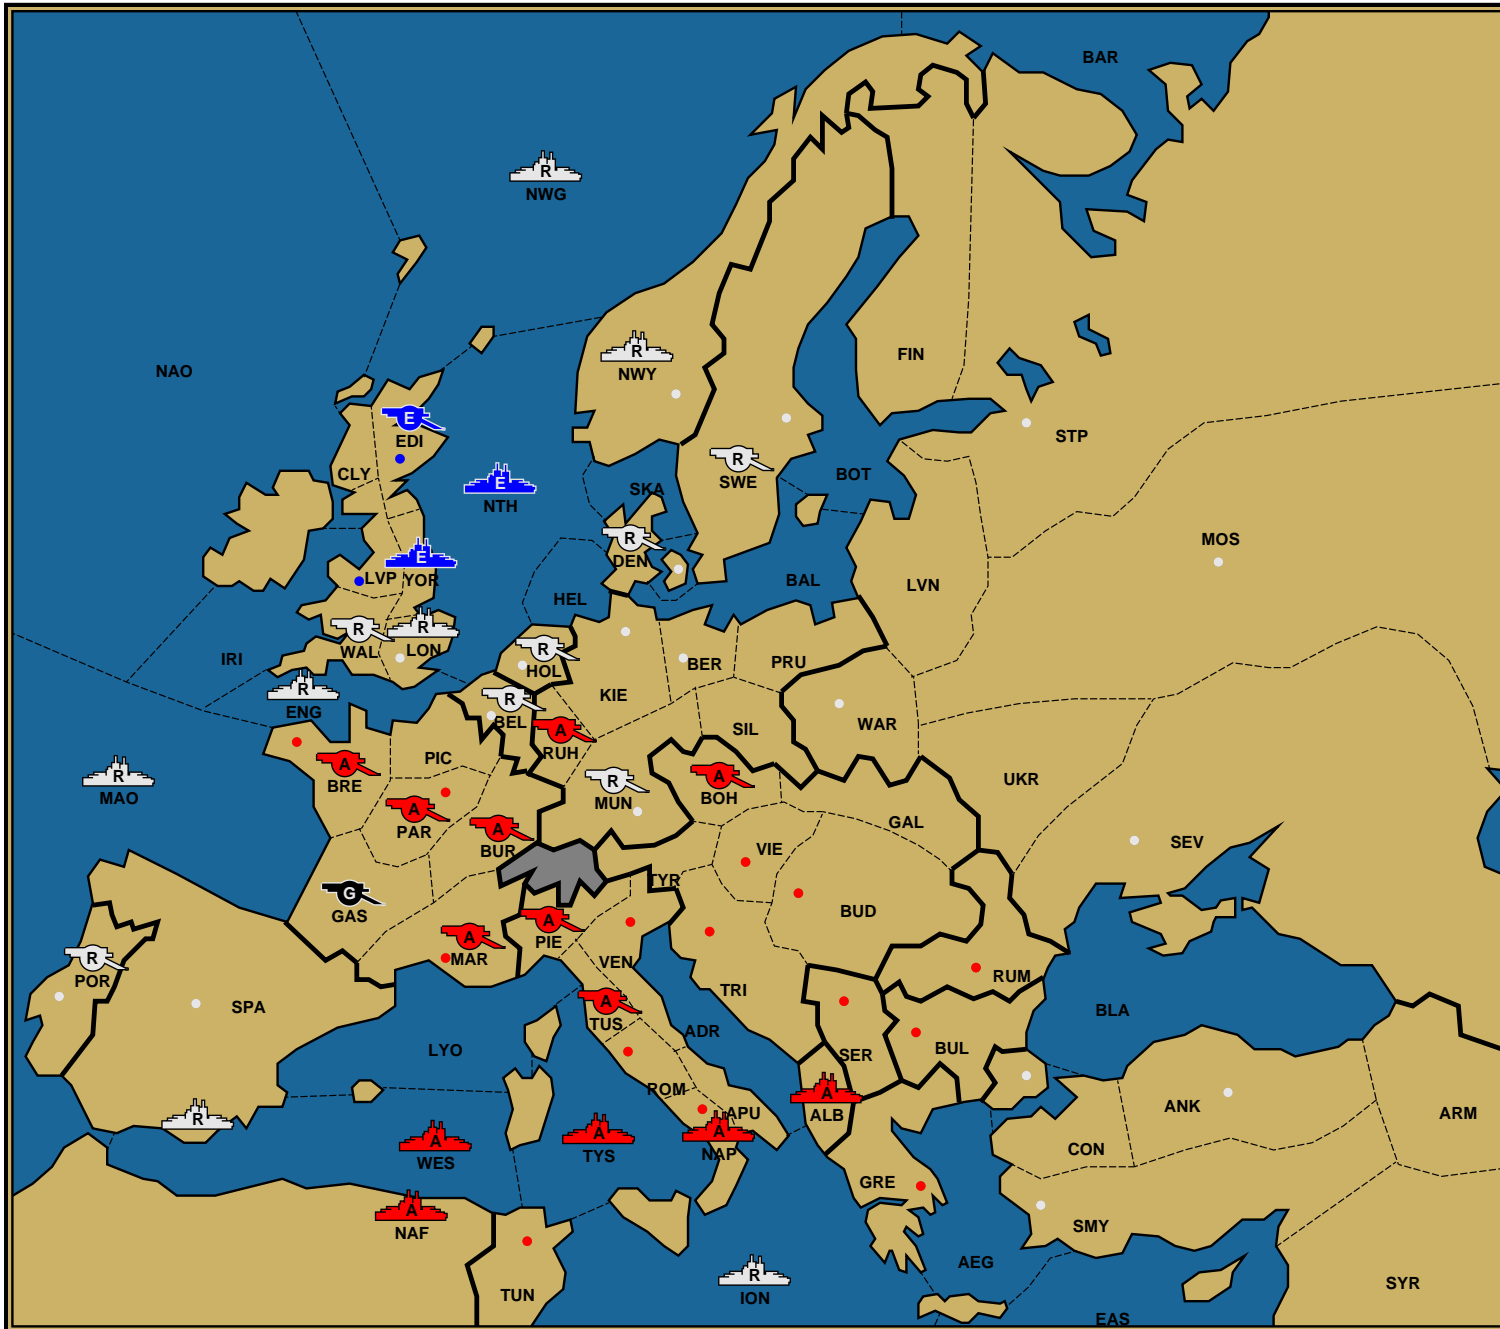 BAR
R
NWG
R
NWY
FIN
NAO
E
EDI
STP
CLY
R
SWE
BOT
E
NTH
SKA
R
DEN
MOS
E
LVP
YOR
BAL
LVN
HEL
R
WAL
R
LON
R
HOL
IRI
BER
PRU
R
ENG
KIE
R
BEL
WAR
A
RUH
SIL
PIC
A
BRE
R
MAO
R
MUN
A
BOH
UKR
A
PAR
A
BUR
GAL
SEV
VIE
TYR
G
GAS
BUD
A
PIE
A
MAR
R
POR
VEN
RUM
SPA
TRI
A
TUS
BLA
ADR
LYO
SER
BUL
ROM
A
ALB
APU
ANK
ARM
R
A
WES
A
TYS
A
NAP
CON
GRE
A
NAF
SMY
AEG
R
ION
SYR
TUN
EAS